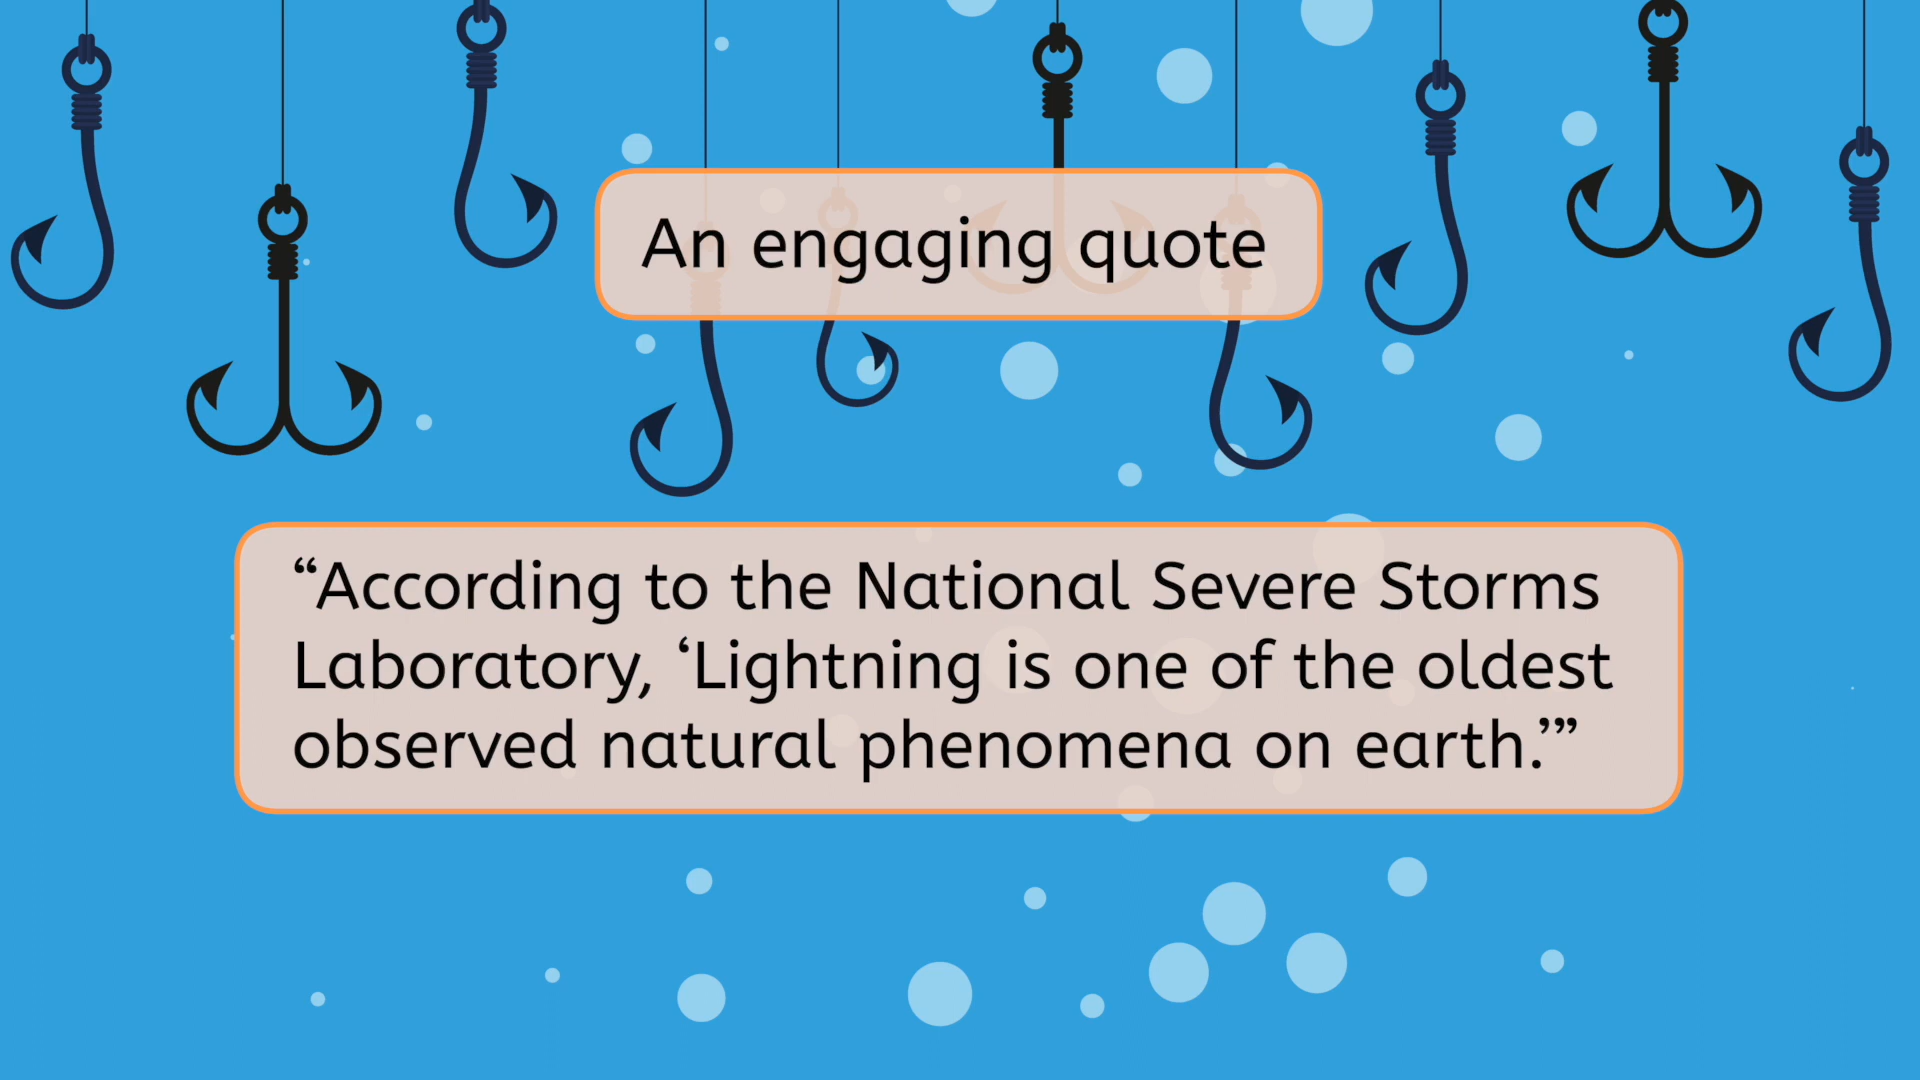 An engaging quote
“According to the National Severe Storms
Laboratory, ‘Lightning is one of the oldest
observed natural phenomena on earth.’”